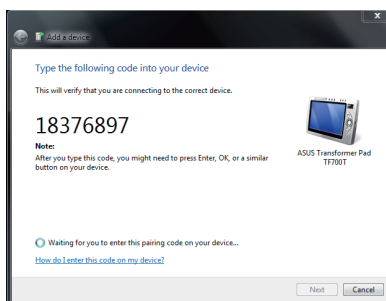 Add a device
Type the following code into your device
This will verify that you are connecting to the correct device.
18376897
Note:
After you type this code, you might need to press Enter, OK, or a similar
button on your device.
ASUS Transformer Pad
TF700T
Waiting for you to enter this pairing code on your device...
How do I enter this code on my device?
Next
Cancel